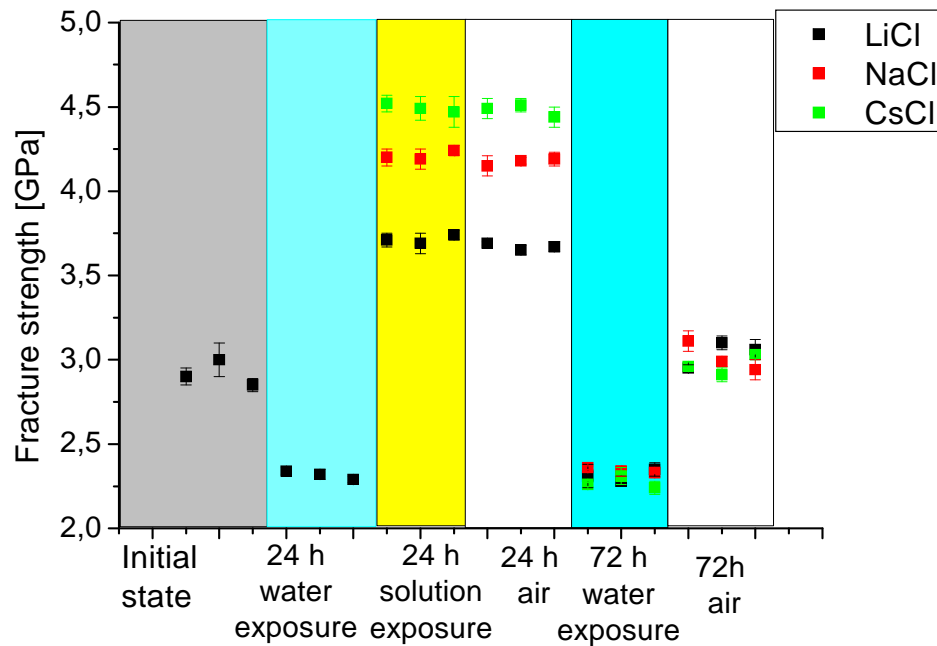 5,0
4,5
4,0
3,5
3,0
2,5
2,0
Fracture strength [GPa]
LiCl
NaCl
CsCl
Initial
state
24 h
water
exposure
24 h
solution
exposure
24 h
air
72 h
water
exposure
72h
air